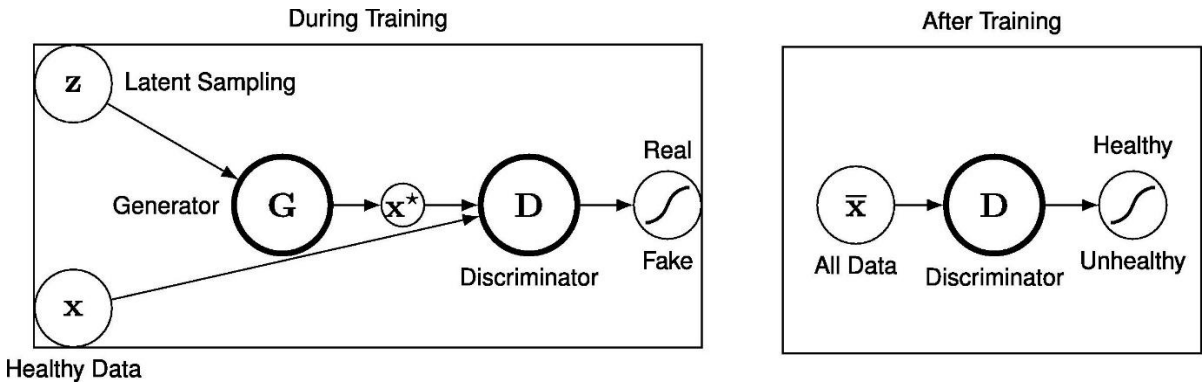 During Training
z
Latent Sampling
Generator
G
x*
D
Real
Fake
Discriminator
x
Healthy Data
After Training
x̄
All Data
D
Discriminator
Healthy
Unhealthy